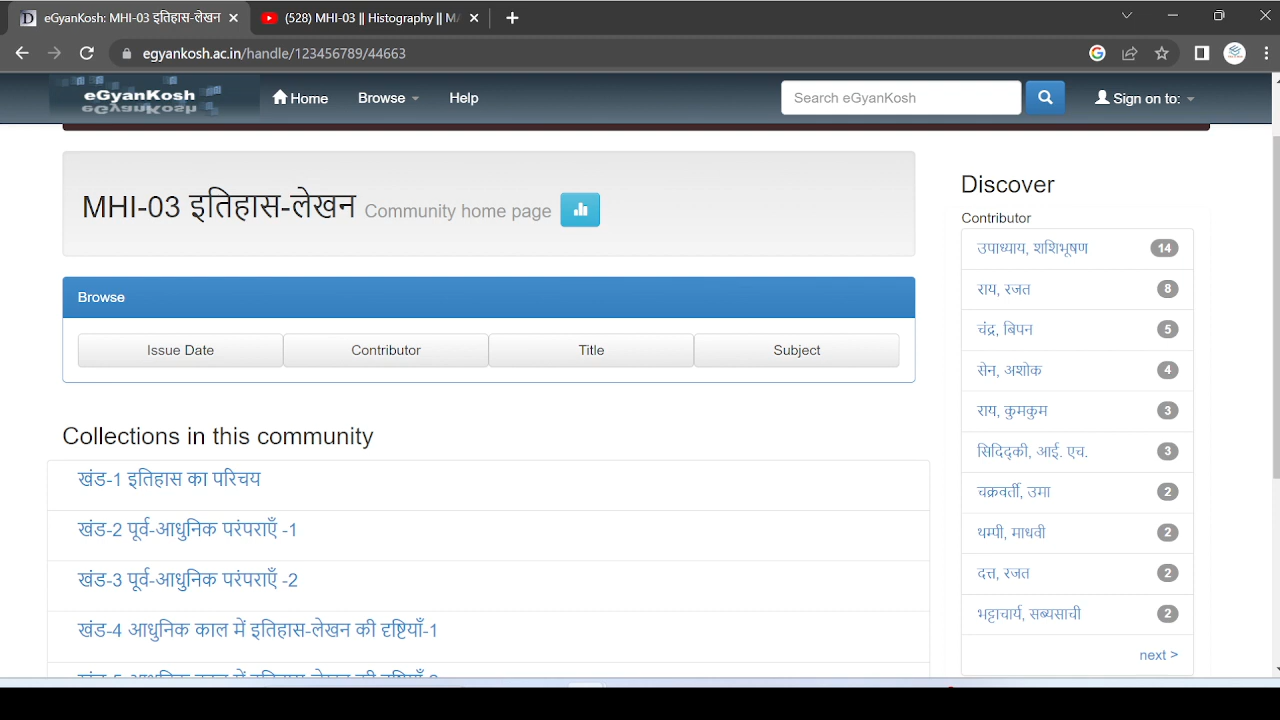 eGyanKosh: MHI-03 इतिहास-लेखन
(528) MHI-03 || Histography || M
egyankosh.ac.in/handle/123456789/44663
eGyanKosh
Home
Browse
Help
Search eGyanKosh
Sign on to:
MHI-03 इतिहास-लेखन Community home page
Browse
Issue Date
Contributor
Title
Subject
Collections in this community
खंड-1 इतिहास का परिचय
खंड-2 पूर्व-आधुनिक परंपराएँ -1
खंड-3 पूर्व-आधुनिक परंपराएँ -2
खंड-4 आधुनिक काल में इतिहास-लेखन की दृष्टियाँ-1
Discover
Contributor
उपाध्याय, शशिभूषण 14
राय, रजत 8
चंद्र, बिपन 5
सेन, अशोक 4
राय, कुमकुम 3
सिदिद्की, आई. एच. 3
चक्रवर्ती, उमा 2
थम्पी, माधवी 2
दत्त, रजत 2
भट्टाचार्य, सब्यसाची 2
next >